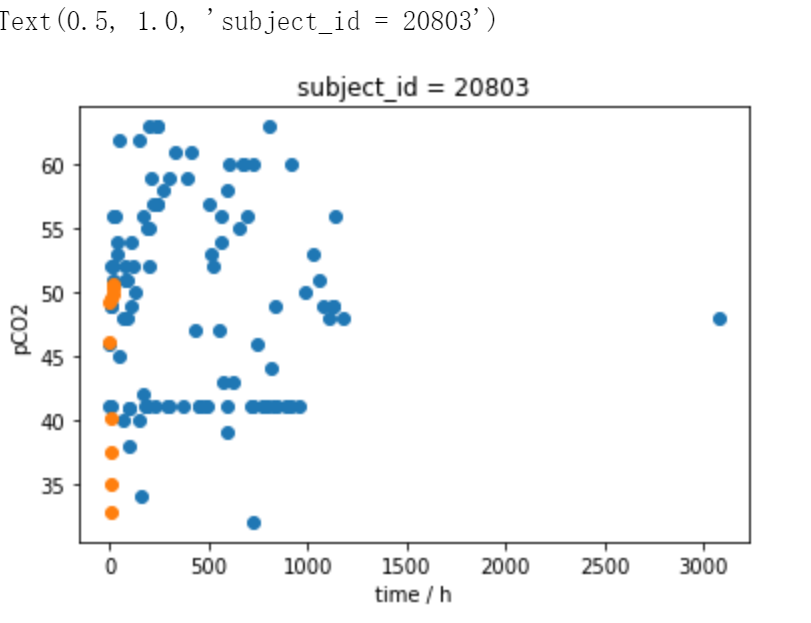 Text(0.5, 1.0, 'subject_id = 20803')
subject_id = 20803
60
55
50
45
40
35
pCO2
0 500 1000 1500 2000 2500 3000
time / h